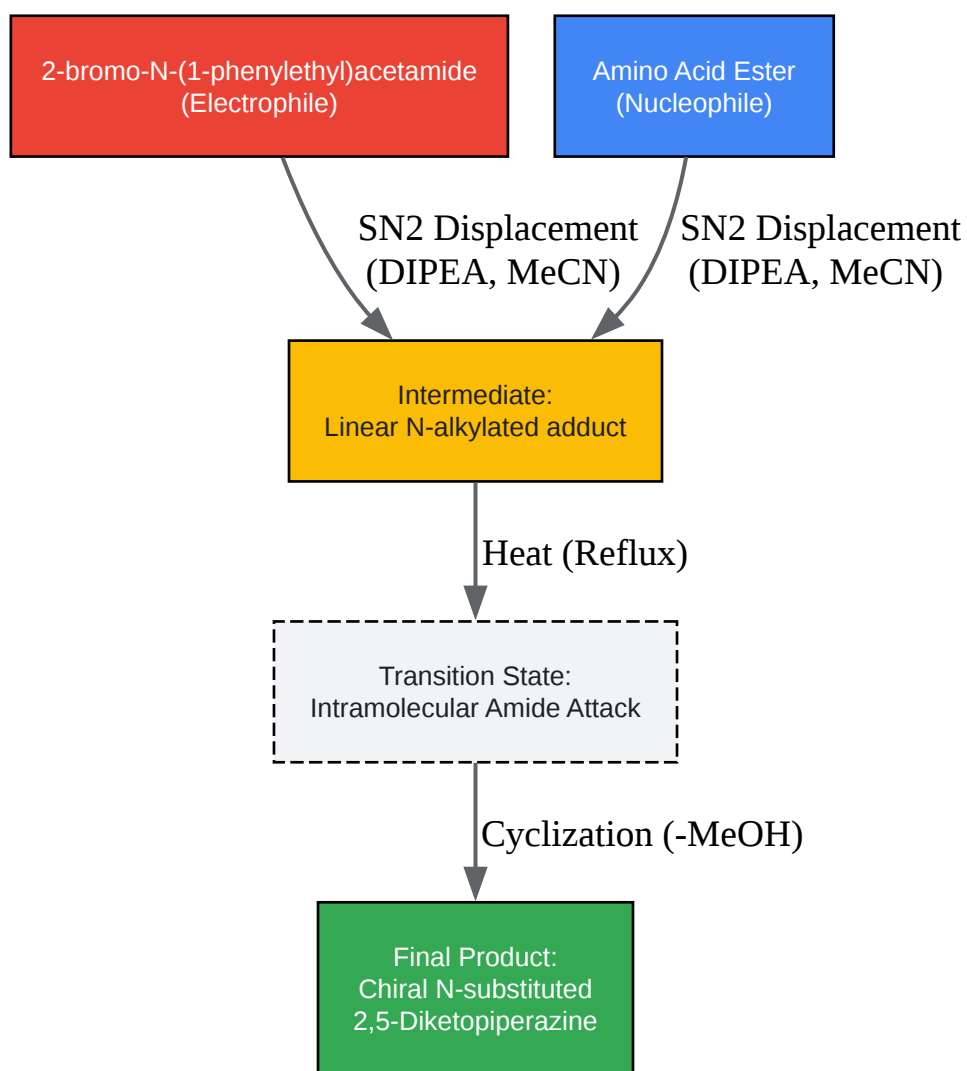 2-bromo-N-(1-phenylethyl)acetamide
(Electrophile)
Amino Acid Ester
(Nucleophile)
SN2 Displacement
(DIPEA, MeCN)
SN2 Displacement
(DIPEA, MeCN)
Intermediate:
Linear N-alkylated adduct
Heat (Reflux)
Transition State:
Intramolecular Amide Attack
Cyclization (-MeOH)
Final Product:
Chiral N-substituted
2,5-Diketopiperazine